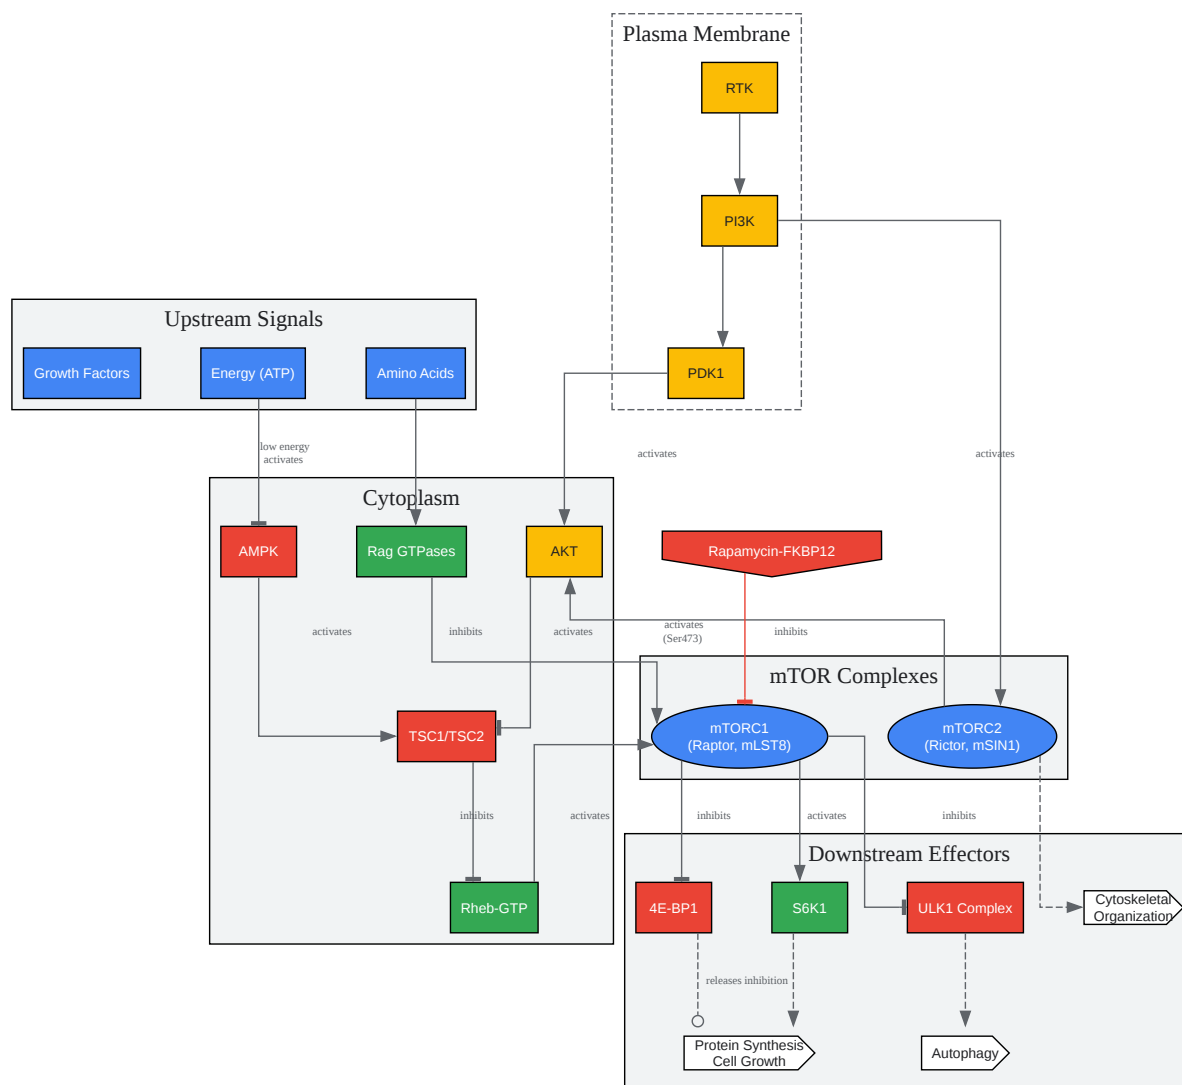 Plasma Membrane
RTK
PI3K
Upstream Signals
Growth Factors
Energy (ATP)
Amino Acids
PDK1
low energy
activates
activates
activates
Cytoplasm
AMPK
Rag GTPases
AKT
Rapamycin-FKBP12
activates
inhibits
activates
activates
(Ser473)
inhibits
mTOR Complexes
TSC1/TSC2
mTORC1
(Raptor, mLST8)
mTORC2
(Rictor, mSIN1)
inhibits
activates
inhibits
activates
inhibits
Downstream Effectors
Rheb-GTP
4E-BP1
S6K1
ULK1 Complex
Cytoskeletal
Organization
releases inhibition
Protein Synthesis
Cell Growth
Autophagy